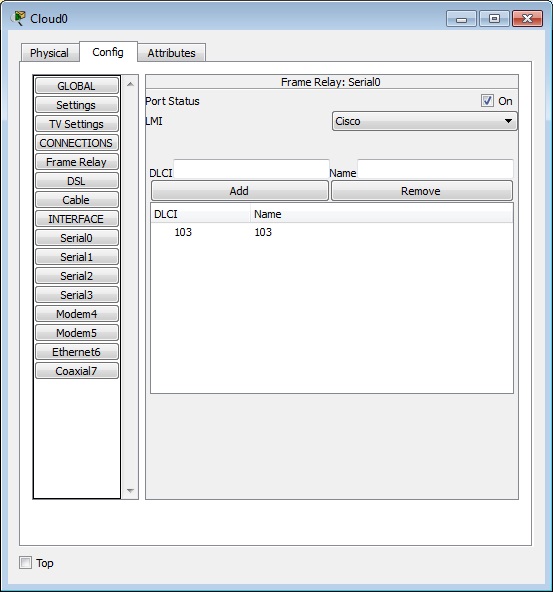 Cloud0
Physical Config Attributes
GLOBAL
Settings
TV Settings
CONNECTIONS
Frame Relay
DSL
Cable
INTERFACE
Serial0
Serial1
Serial2
Serial3
Modem4
Modem5
Ethernet6
Coaxial7
Frame Relay: Serial0
Port Status On
LMI Cisco
DLCI Name
Add Remove
DLCI Name
103 103
Top